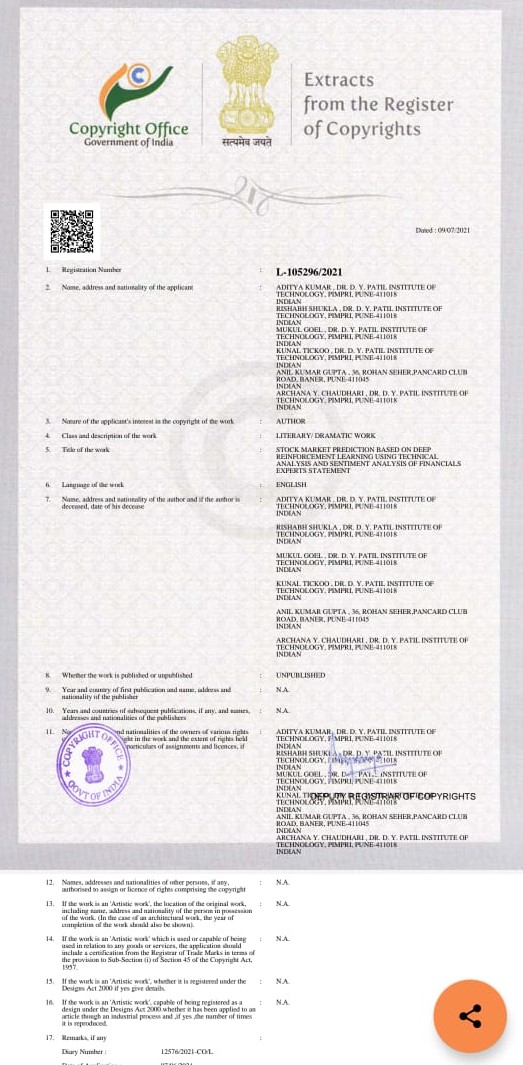 Copyright Office
Government of India
सत्यमेव जयते
Extracts
from the Register
of Copyrights
Dated : 09/07/2021
1. Registration Number : L-105296/2021
2. Name, address and nationality of the applicant : ADITYA KUMAR , DR. D. Y. PATIL INSTITUTE OF
TECHNOLOGY, PIMPRI, PUNE-411018
INDIAN
RISHABH SHUKLA , DR. D. Y. PATIL INSTITUTE OF
TECHNOLOGY, PIMPRI, PUNE-411018
INDIAN
MUKUL GOEL , DR. D. Y. PATIL INSTITUTE OF
TECHNOLOGY, PIMPRI, PUNE-411018
INDIAN
KUNAL TICKOO , DR. D. Y. PATIL INSTITUTE OF
TECHNOLOGY, PIMPRI, PUNE-411018
INDIAN
ANIL KUMAR GUPTA , 36, ROHAN SEHER,PANCARD CLUB
ROAD, BANER, PUNE-411045
INDIAN
ARCHANA Y. CHAUDHARI , DR. D. Y. PATIL INSTITUTE OF
TECHNOLOGY, PIMPRI, PUNE-411018
INDIAN
3. Nature of the applicant's interest in the copyright of the work : AUTHOR
4. Class and description of the work : LITERARY/ DRAMATIC WORK
5. Title of the work : STOCK MARKET PREDICTION BASED ON DEEP
REINFORCEMENT LEARNING USING TECHNICAL
ANALYSIS AND SENTIMENT ANALYSIS OF FINANCIALS
EXPERTS STATEMENT
6. Language of the work : ENGLISH
7. Name, address and nationality of the author and if the author is
deceased, date of his decease : ADITYA KUMAR , DR. D. Y. PATIL INSTITUTE OF
TECHNOLOGY, PIMPRI, PUNE-411018
INDIAN
RISHABH SHUKLA , DR. D. Y. PATIL INSTITUTE OF
TECHNOLOGY, PIMPRI, PUNE-411018
INDIAN
MUKUL GOEL , DR. D. Y. PATIL INSTITUTE OF
TECHNOLOGY, PIMPRI, PUNE-411018
INDIAN
KUNAL TICKOO , DR. D. Y. PATIL INSTITUTE OF
TECHNOLOGY, PIMPRI, PUNE-411018
INDIAN
ANIL KUMAR GUPTA , 36, ROHAN SEHER,PANCARD CLUB
ROAD, BANER, PUNE-411045
INDIAN
ARCHANA Y. CHAUDHARI , DR. D. Y. PATIL INSTITUTE OF
TECHNOLOGY, PIMPRI, PUNE-411018
INDIAN
8. Whether the work is published or unpublished : UNPUBLISHED
9. Year and country of first publication and name, address and
nationality of the publisher : N.A.
10. Years and countries of subsequent publications, if any, and names,
addresses and nationalities of the publishers : N.A.
11. and nationalities of the owners of various rights
in the work and the extent of rights held
particulars of assignments and licences, if
COPYRIGHT OFFICE
GOVT OF INDIA
ADITYA KUMAR , DR. D. Y. PATIL INSTITUTE OF
TECHNOLOGY, PIMPRI, PUNE-411018
INDIAN
RISHABH SHUKLA , DR. D. Y. PATIL INSTITUTE OF
TECHNOLOGY, PUNE-411018
INDIAN
MUKUL GOEL , DR. INSTITUTE OF
TECHNOLOGY, PUNE-411018
INDIAN
KUNAL
DEPUTY REGISTRAR OF COPYRIGHTS
TECHNOLOGY, PIMPRI, PUNE-411018
INDIAN
ANIL KUMAR GUPTA , 36, ROHAN SEHER,PANCARD CLUB
ROAD, BANER, PUNE-411045
INDIAN
ARCHANA Y. CHAUDHARI , DR. D. Y. PATIL INSTITUTE OF
TECHNOLOGY, PIMPRI, PUNE-411018
INDIAN
12. Names, addresses and nationalities of other persons, if any,
authorised to assign or licence of rights comprising the copyright : N.A.
13. If the work is an 'Artistic work', the location of the original work,
including name, address and nationality of the person in possession
of the work. (In the case of an architectural work, the year of
completion of the work should also be shown). : N.A.
14. If the work is an 'Artistic work' which is used or capable of being
used in relation to any goods or services, the application should
include a certification from the Registrar of Trade Marks in terms of
the provision to Sub-Section (i) of Section 45 of the Copyright Act,
1957. : N.A.
15. If the work is an 'Artistic work', whether it is registered under the
Designs Act 2000 if yes give details. : N.A.
16. If the work is an 'Artistic work', capable of being registered as a
design under the Designs Act 2000.whether it has been applied to an
article though an industrial process and ,if yes ,the number of times
it is reproduced. : N.A.
17. Remarks, if any :
Diary Number : 12576/2021-CO/L